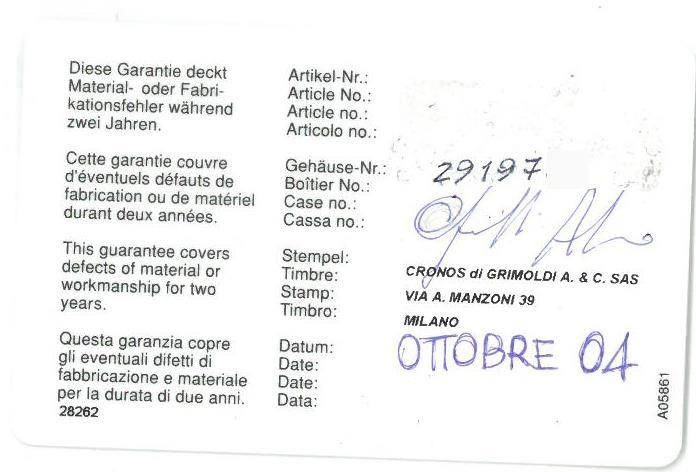 Diese Garantie deckt
Material- oder Fabri-
kationsfehler während
zwei Jahren.
Artikel-Nr.:
Article No.:
Article no.:
Articolo no.:
Cette garantie couvre
d'éventuels défauts de
fabrication ou de matériel
durant deux années.
Gehäuse-Nr.:
Boîtier No.:
Case no.:
Cassa no.:
29197
This guarantee covers
defects of material or
workmanship for two
years.
Stempel:
Timbre:
Stamp:
Timbro:
CRONOS di GRIMOLDI A. & C. SAS
VIA A. MANZONI 39
MILANO
Questa garanzia copre
gli eventuali difetti di
fabbricazione e materiale
per la durata di due anni.
28262
Datum:
Date:
Date:
Data:
OTTOBRE 04
A05861